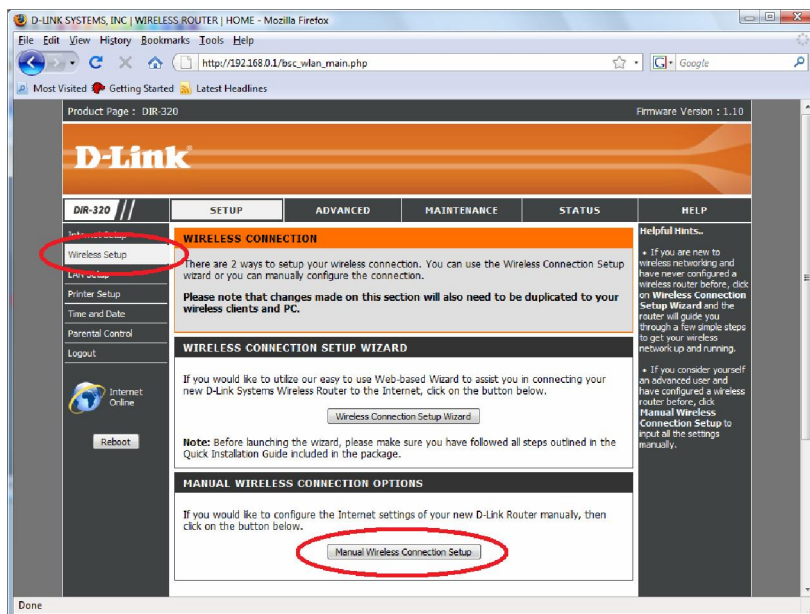 D-LINK SYSTEMS, INC | WIRELESS ROUTER | HOME - Mozilla Firefox
File Edit View History Bookmarks Tools Help
http://192.168.0.1/bsc_wlan_main.php
Google
Most Visited Getting Started Latest Headlines
Product Page : DIR-320
Firmware Version : 1.10
D-Link
DIR-320
SETUP
ADVANCED
MAINTENANCE
STATUS
HELP
Internet Setup
Wireless Setup
LAN Setup
Printer Setup
Time and Date
Parental Control
Logout
Internet
Online
Reboot
WIRELESS CONNECTION
There are 2 ways to setup your wireless connection. You can use the Wireless Connection Setup
wizard or you can manually configure the connection.
Please note that changes made on this section will also need to be duplicated to your
wireless clients and PC.
WIRELESS CONNECTION SETUP WIZARD
If you would like to utilize our easy to use Web-based Wizard to assist you in connecting your
new D-Link Systems Wireless Router to the Internet, click on the button below.
Wireless Connection Setup Wizard
Note: Before launching the wizard, please make sure you have followed all steps outlined in the
Quick Installation Guide included in the package.
MANUAL WIRELESS CONNECTION OPTIONS
If you would like to configure the Internet settings of your new D-Link Router manually, then
click on the button below.
Manual Wireless Connection Setup
Helpful Hints..
• If you are new to
wireless networking and
have never configured a
wireless router before, click
on Wireless Connection
Setup Wizard and the
router will guide you
through a few simple steps
to get your wireless
network up and running.
• If you consider yourself
an advanced user and
have configured a wireless
router before, click
Manual Wireless
Connection Setup to
input all the settings
manually.
Done